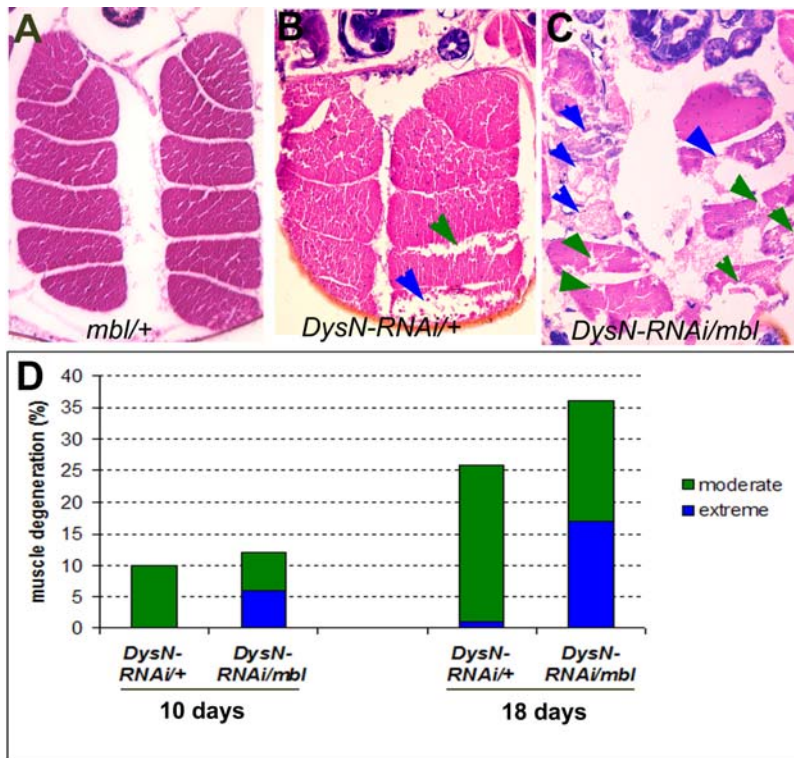 A
B
C
mbl/+
DysN-RNAi/+
DysN-RNAi/mbl
D
muscle degeneration (%)
40
35
30
25
20
15
10
5
0
moderate
extreme
DysN-
RNAi/+
DysN-
RNAi/mbl
DysN-
RNAi/+
DysN-
RNAi/mbl
10 days
18 days